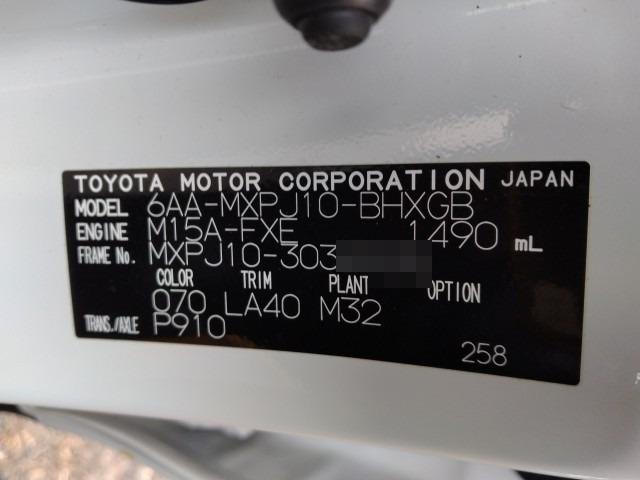 TOYOTA MOTOR CORPORATION JAPAN
MODEL 6AA-MXPJ10-BHXGB
ENGINE M15A-FXE 1490 mL
FRAME No. MXPJ10-303
COLOR TRIM PLANT OPTION
070 LA40 M32
TRANS./AXLE P910
258